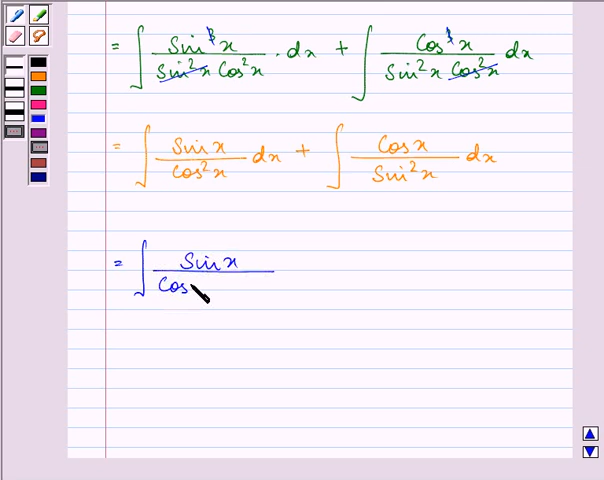 = ∫ Sin³x / Sin²x Cos²x · dx + ∫ Cos³x / Sin²x Cos²x dx
= ∫ Sin x / Cos²x dx + ∫ Cos x / Sin²x dx
= ∫ Sin x / Cos